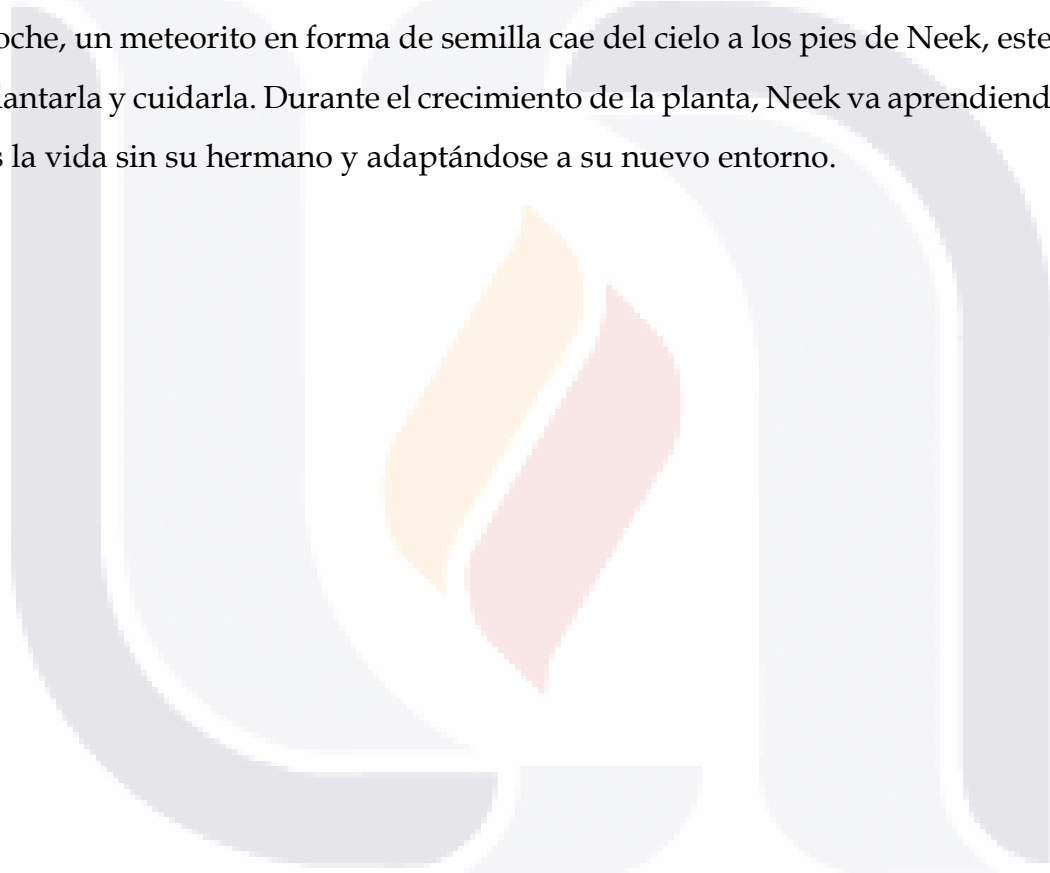 oche, un meteorito en forma de semilla cae del cielo a los pies de Neek, este
lantarla y cuidarla. Durante el crecimiento de la planta, Neek va aprendiend
s la vida sin su hermano y adaptándose a su nuevo entorno.